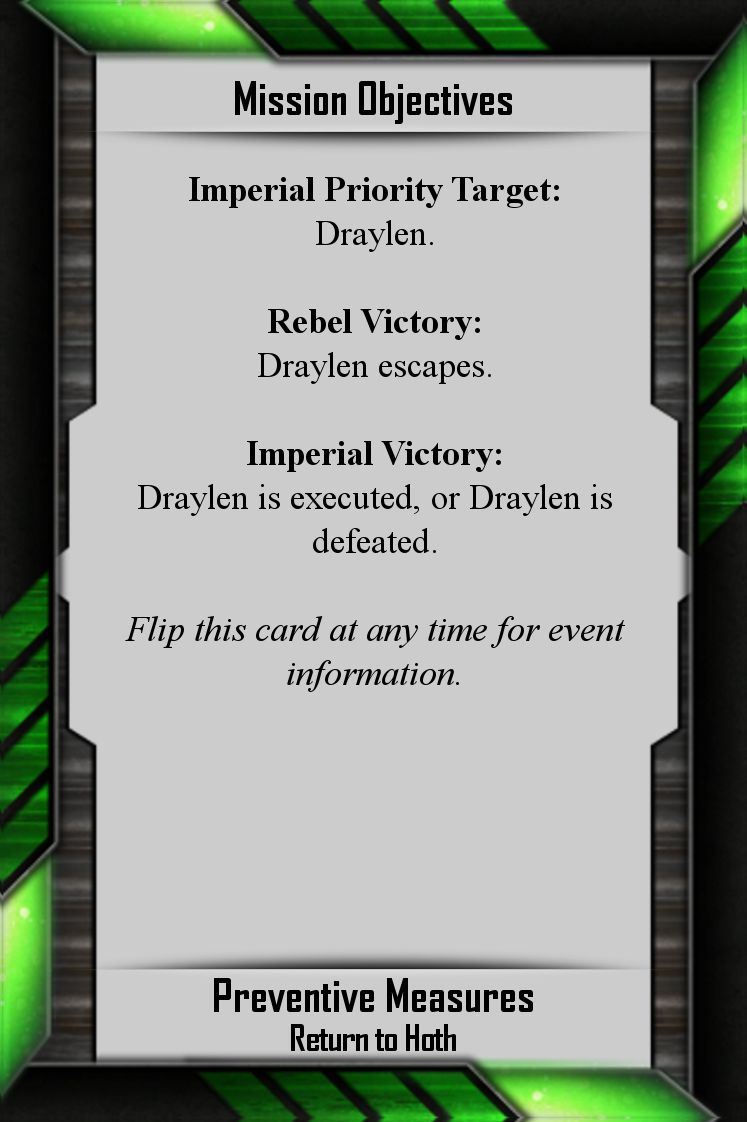 Mission Objectives
Imperial Priority Target:
Draylen.
Rebel Victory:
Draylen escapes.
Imperial Victory:
Draylen is executed, or Draylen is
defeated.
Flip this card at any time for event
information.
Preventive Measures
Return to Hoth